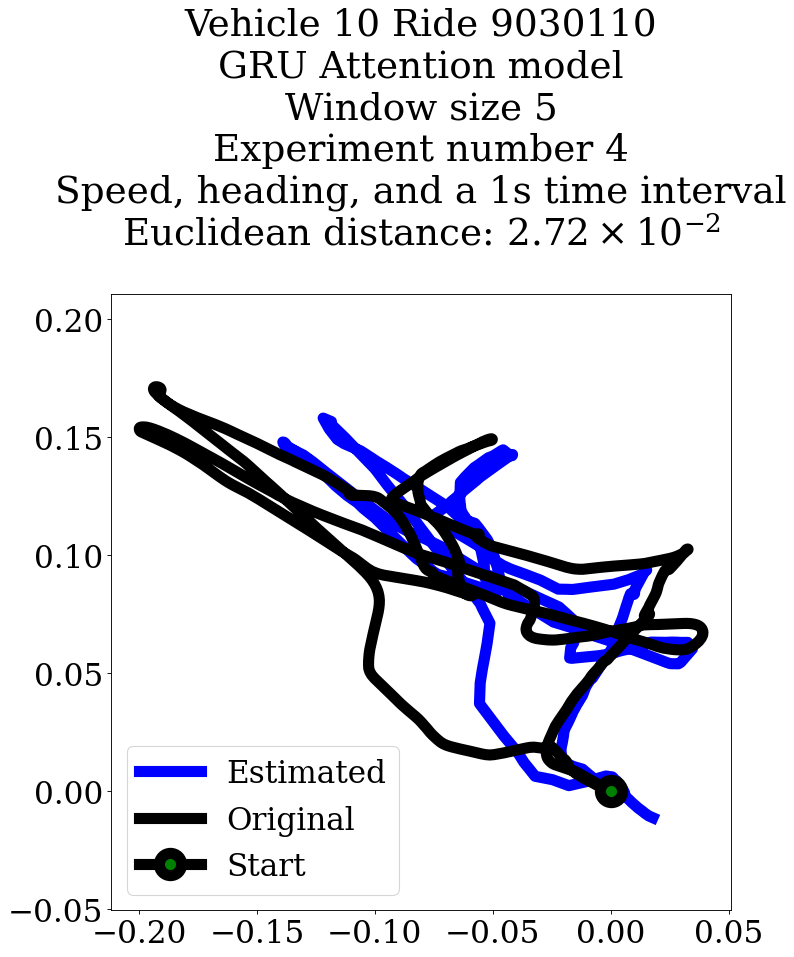 Vehicle 10 Ride 9030110
GRU Attention model
Window size 5
Experiment number 4
Speed, heading, and a 1s time interval
Euclidean distance: 2.72 × 10⁻²
0.20
0.15
0.10
0.05
0.00
−0.05
Estimated
Original
Start
−0.20 −0.15 −0.10 −0.05 0.00 0.05